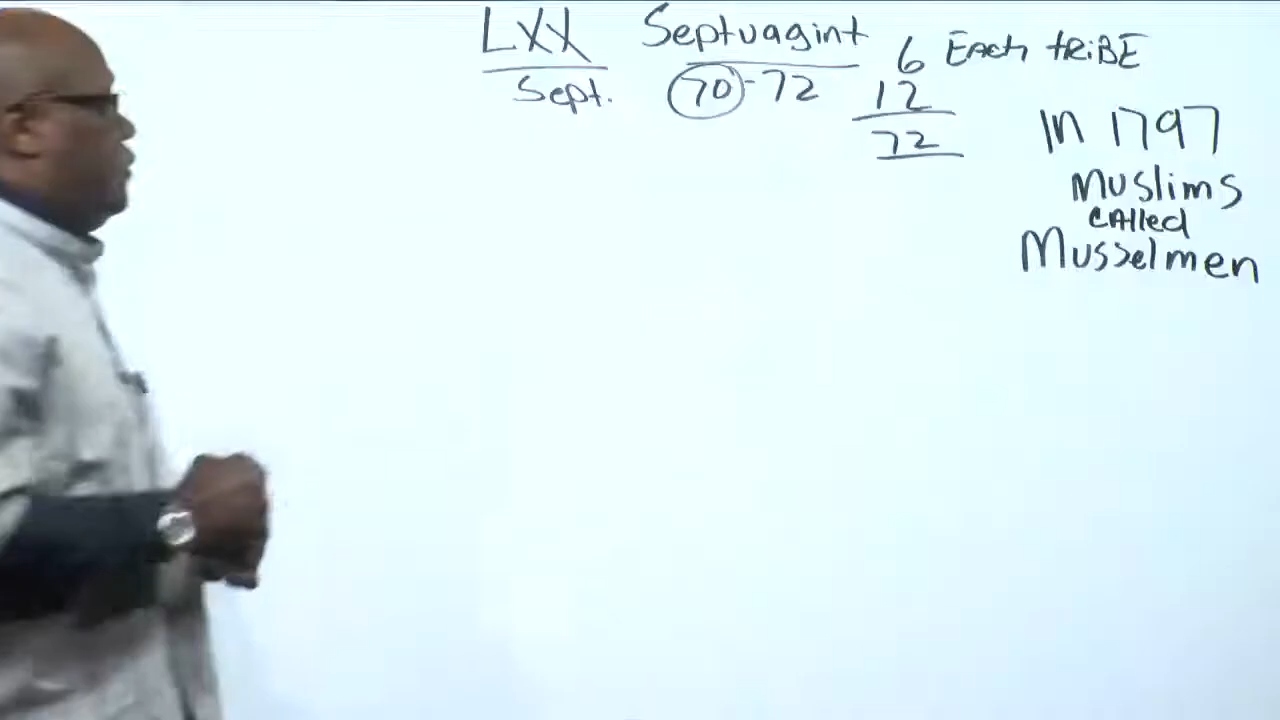 LXX
Sept.
Septuagint
70-72
6 Each tRiBE
12
72
In 1797
Muslims
cAlled
Musselmen